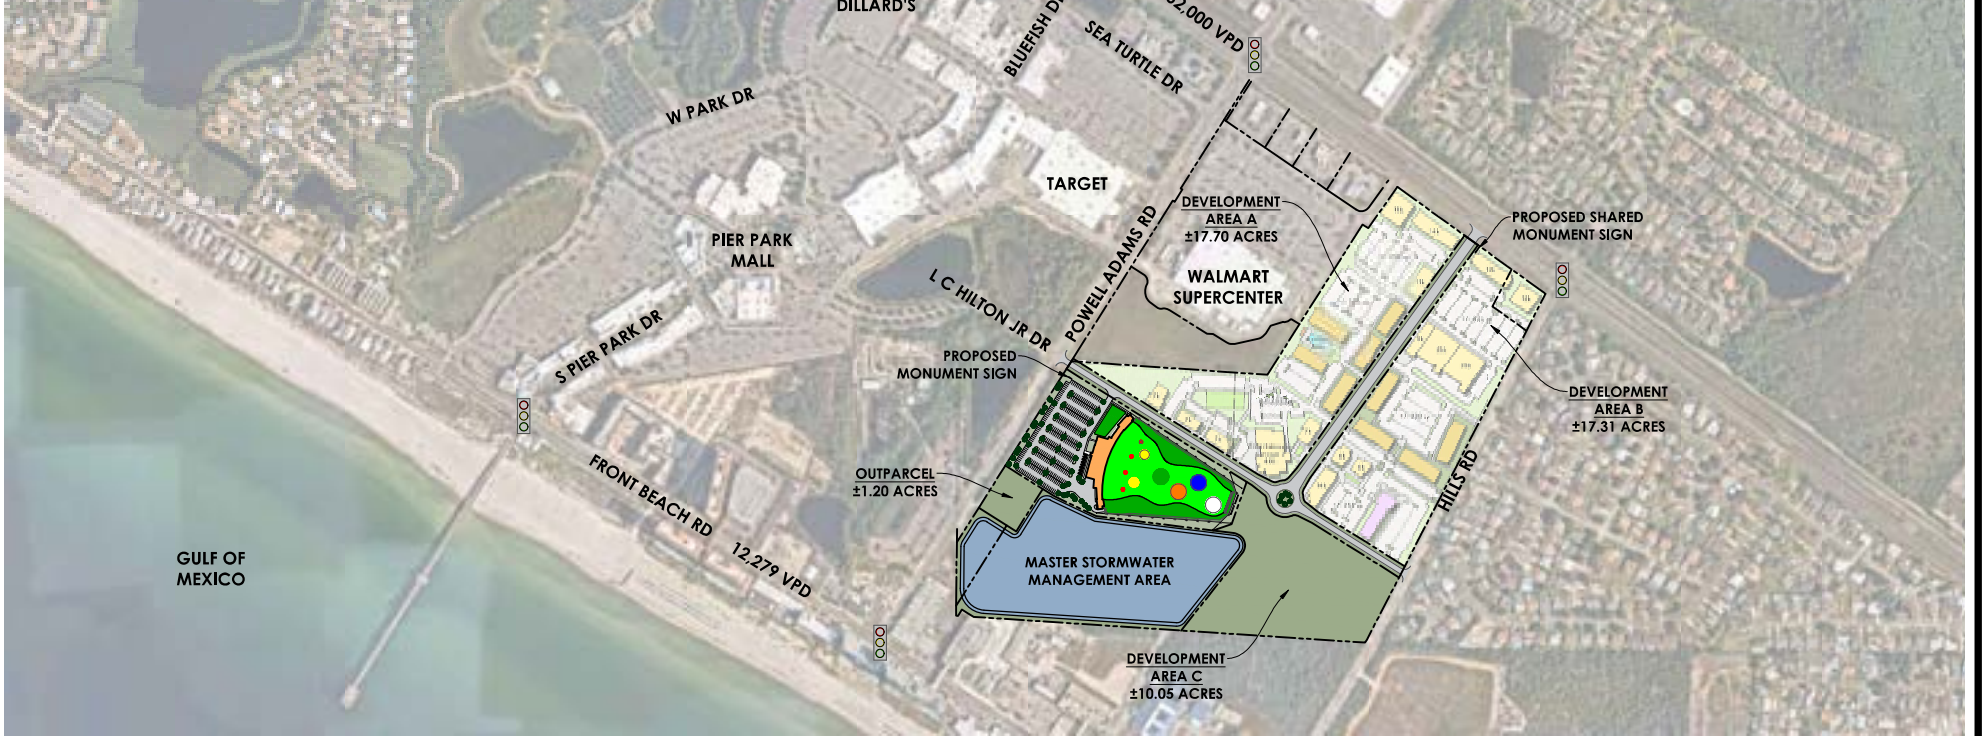 DILLARD'S
BLUEFISH
SEA TURTLE DR
2,000 VPD
W PARK DR
TARGET
PIER PARK
MALL
S PIER PARK DR
L C HILTON JR DR
POWELL ADAMS RD
DEVELOPMENT
AREA A
±17.70 ACRES
WALMART
SUPERCENTER
PROPOSED SHARED
MONUMENT SIGN
PROPOSED
MONUMENT SIGN
DEVELOPMENT
AREA B
±17.31 ACRES
HILLS RD
OUTPARCEL
±1.20 ACRES
FRONT BEACH RD
12,279 VPD
GULF OF
MEXICO
MASTER STORMWATER
MANAGEMENT AREA
DEVELOPMENT
AREA C
±10.05 ACRES